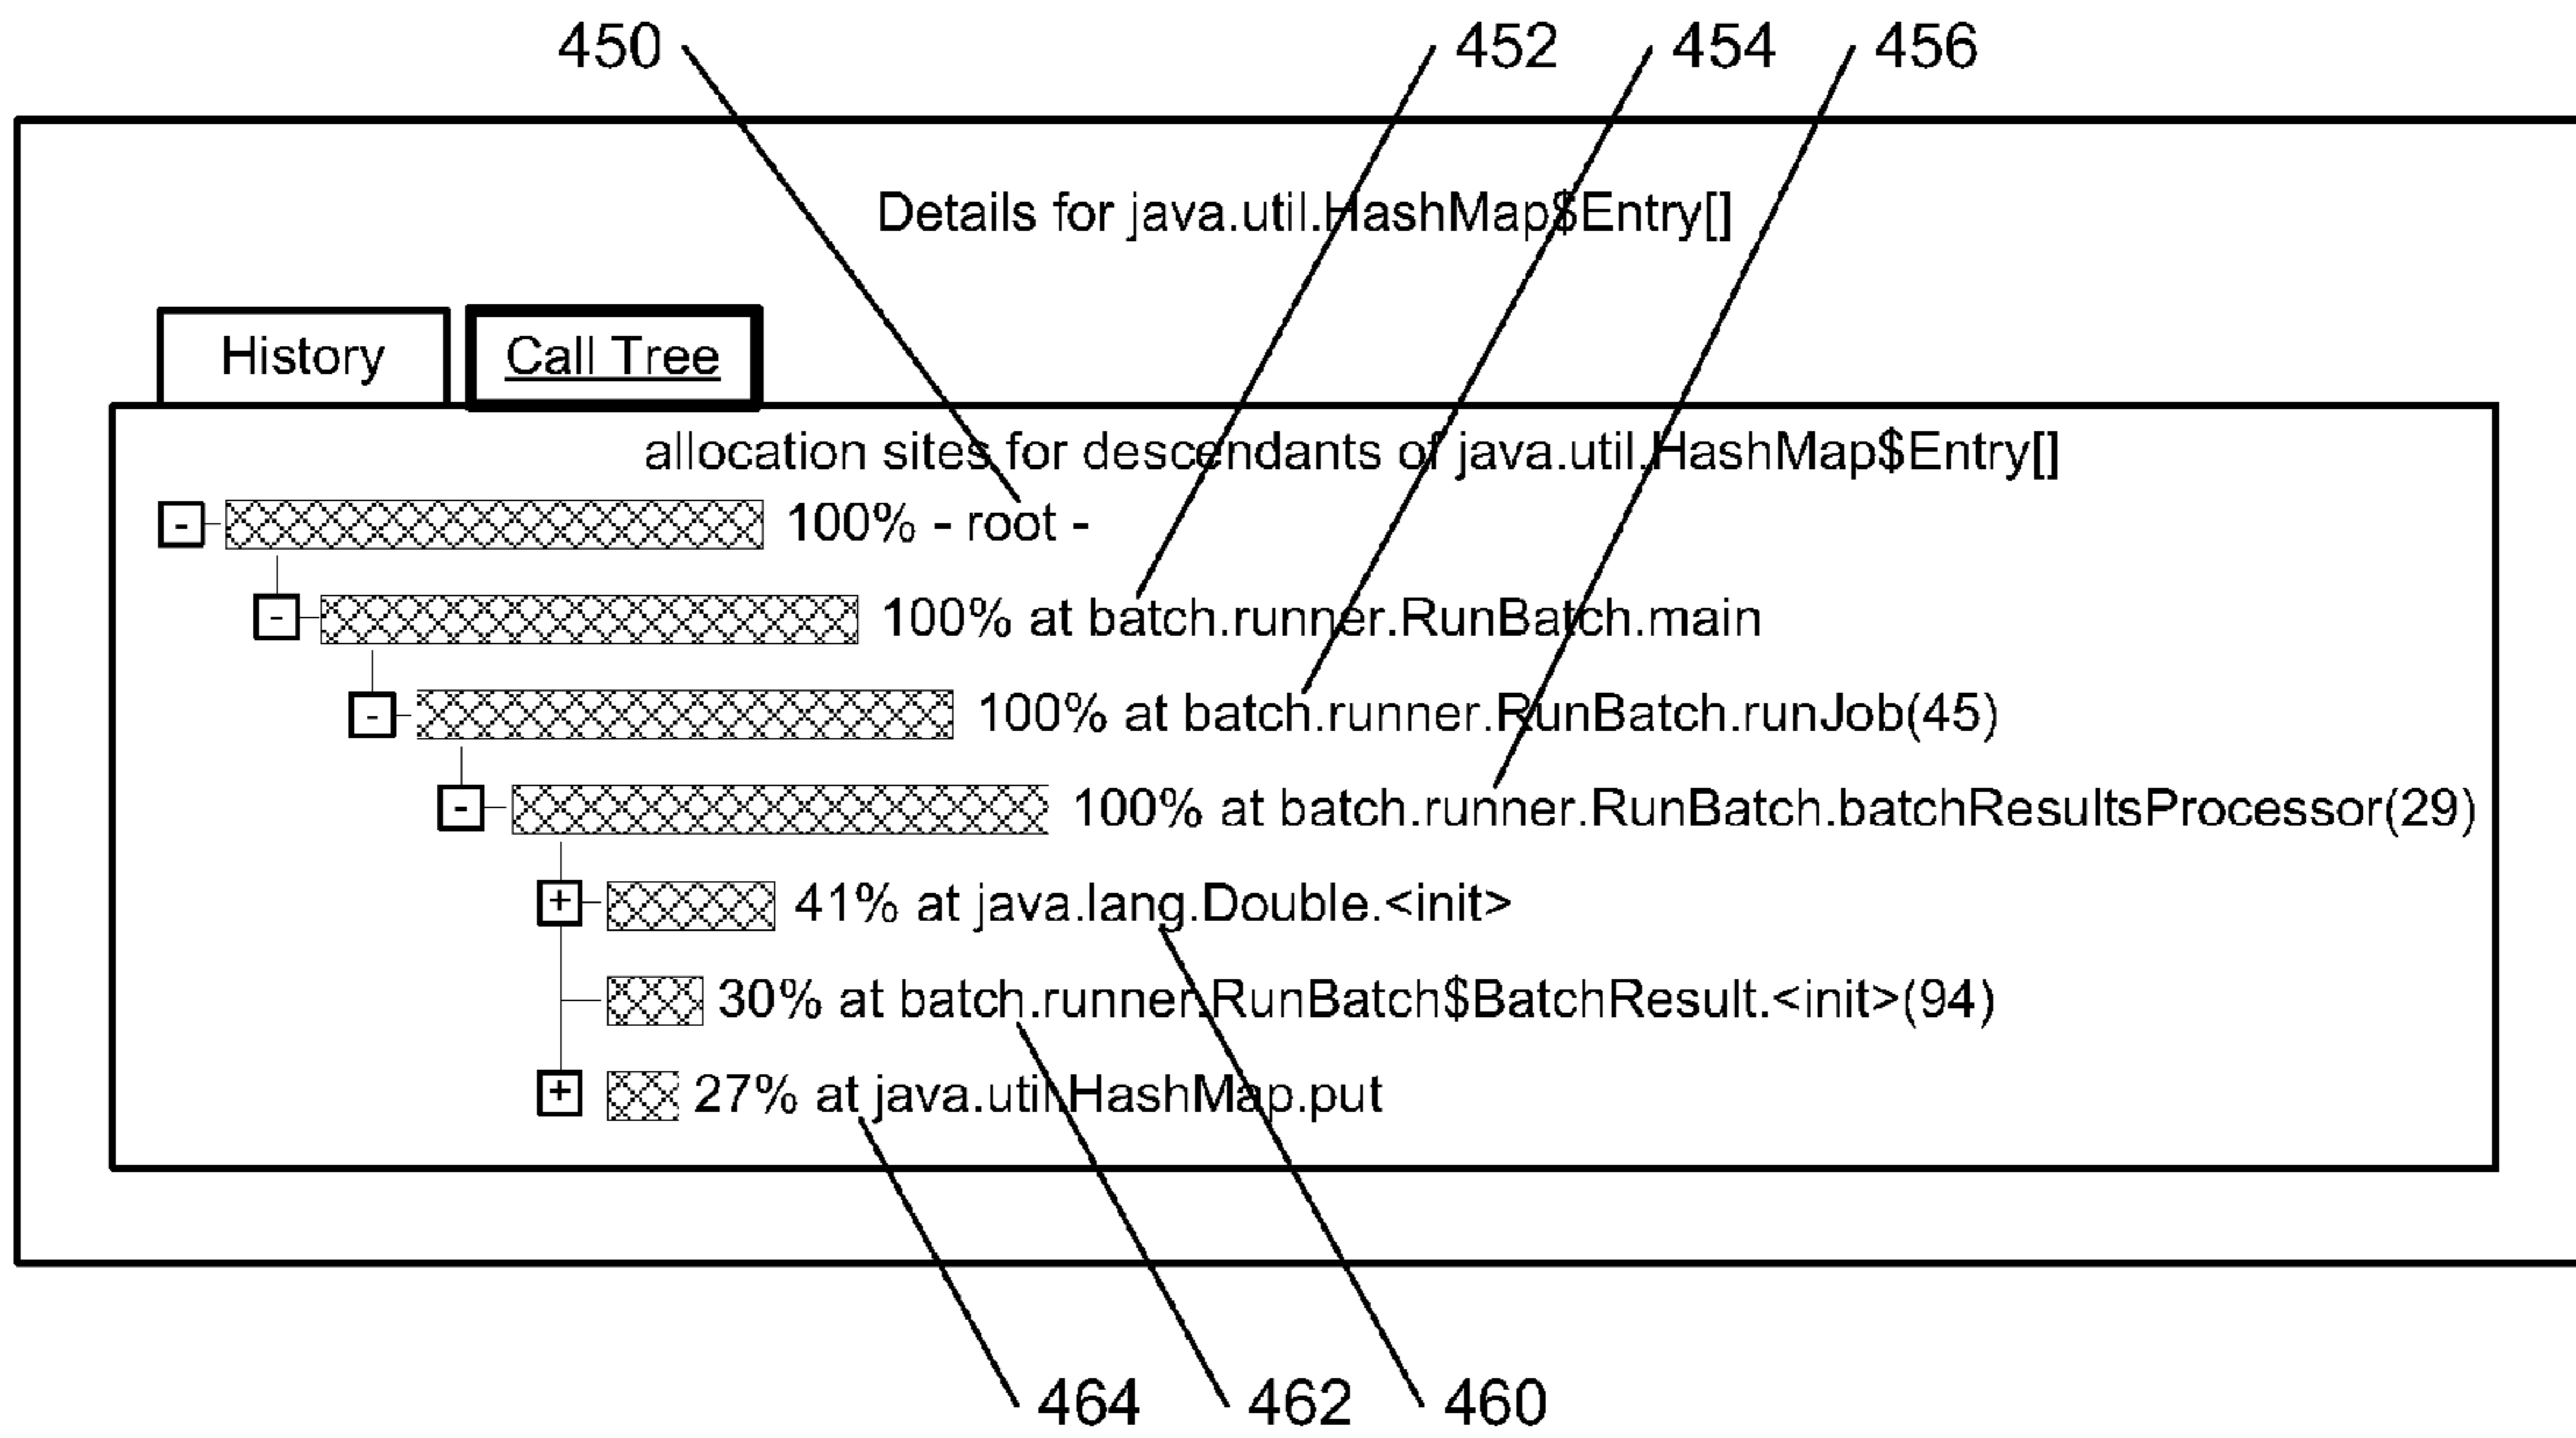 450 452 454 456
Details for java.util.HashMap$Entry[]
History Call Tree
allocation sites for descendants of java.util.HashMap$Entry[]
- 100% - root -
- 100% at batch.runner.RunBatch.main
- 100% at batch.runner.RunBatch.runJob(45)
- 100% at batch.runner.RunBatch.batchResultsProcessor(29)
+ 41% at java.lang.Double.<init>
30% at batch.runner.RunBatch$BatchResult.<init>(94)
+ 27% at java.util.HashMap.put
464 462 460